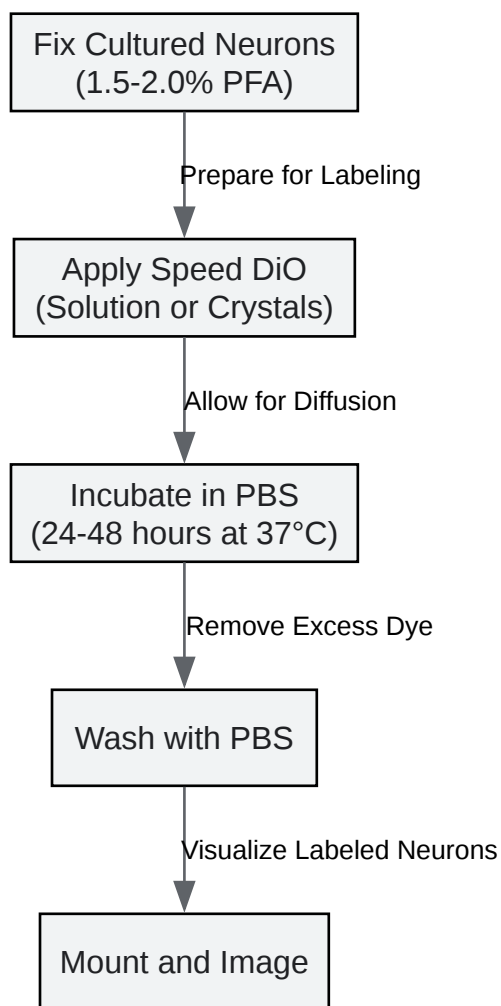 Fix Cultured Neurons
(1.5-2.0% PFA)
Prepare for Labeling
Apply Speed DiO
(Solution or Crystals)
Allow for Diffusion
Incubate in PBS
(24-48 hours at 37°C)
Remove Excess Dye
Wash with PBS
Visualize Labeled Neurons
Mount and Image